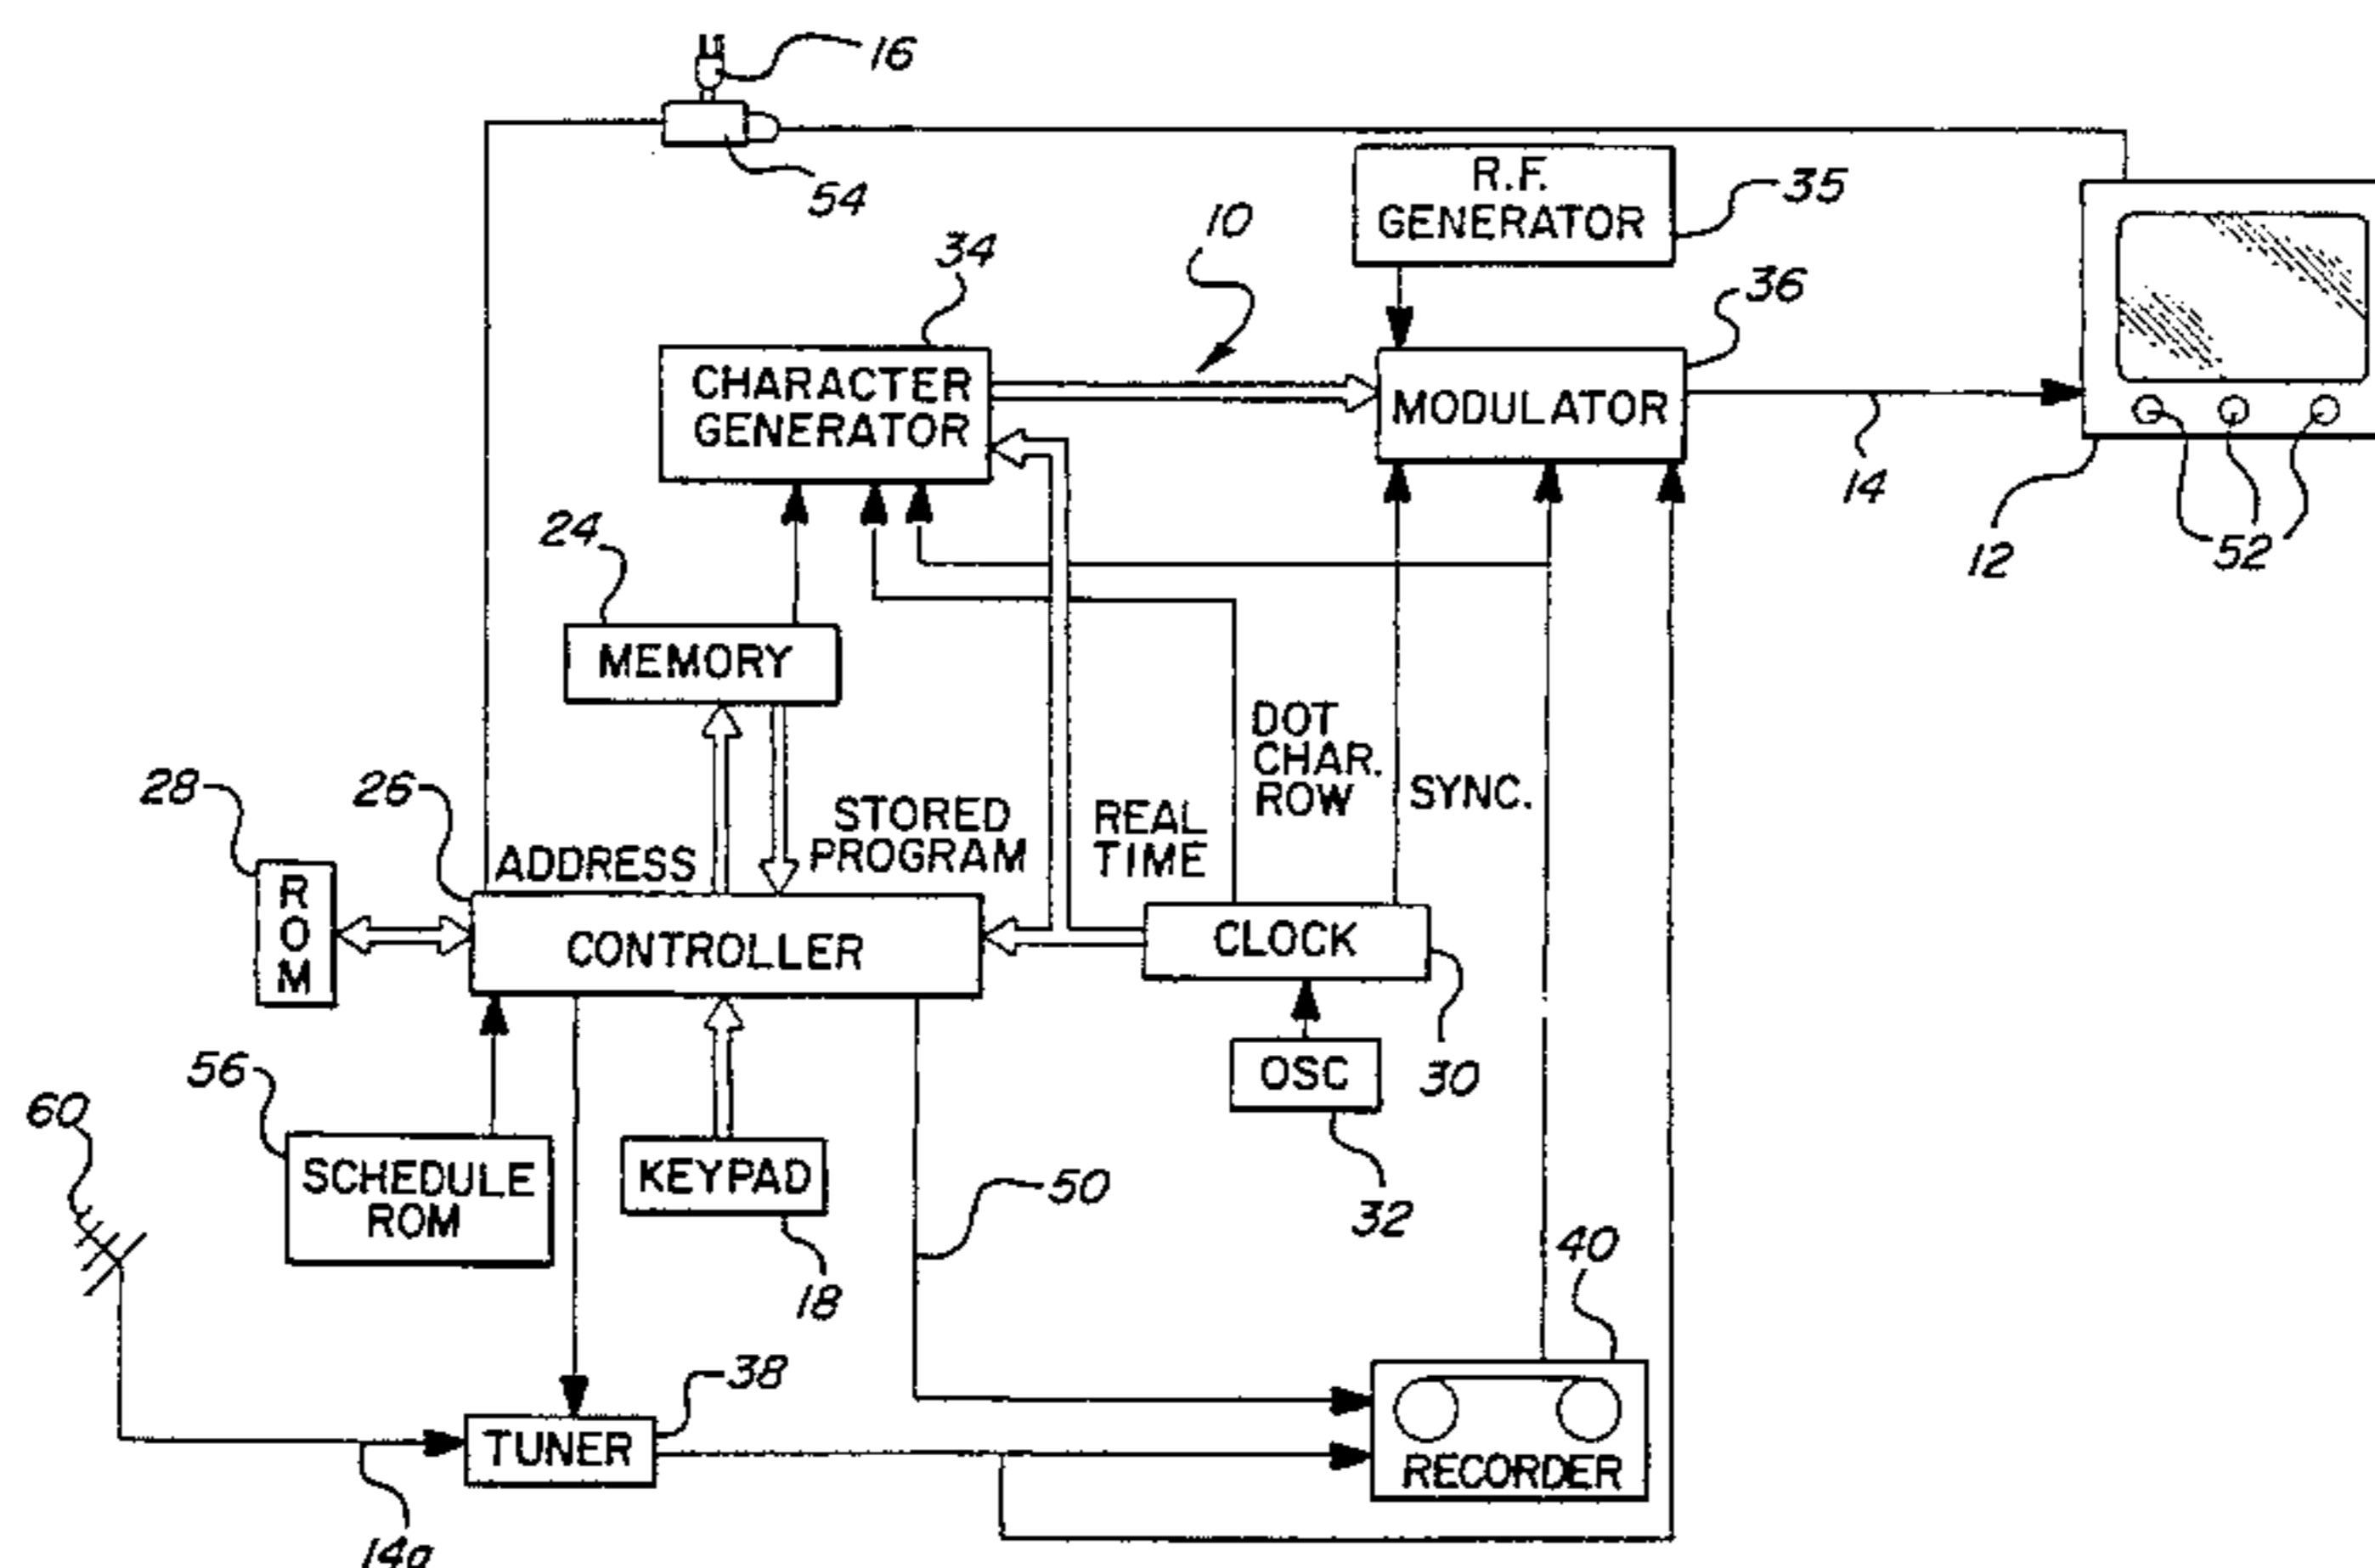 16
54
R.F.
GENERATOR
35
10
34
36
CHARACTER
GENERATOR
MODULATOR
14
12
52
24
MEMORY
DOT
CHAR.
ROW
SYNC.
28
26
STORED
PROGRAM
REAL
TIME
ADDRESS
ROM
CONTROLLER
CLOCK
30
OSC
32
56
60
SCHEDULE
ROM
KEYPAD
18
50
40
38
TUNER
RECORDER
14a